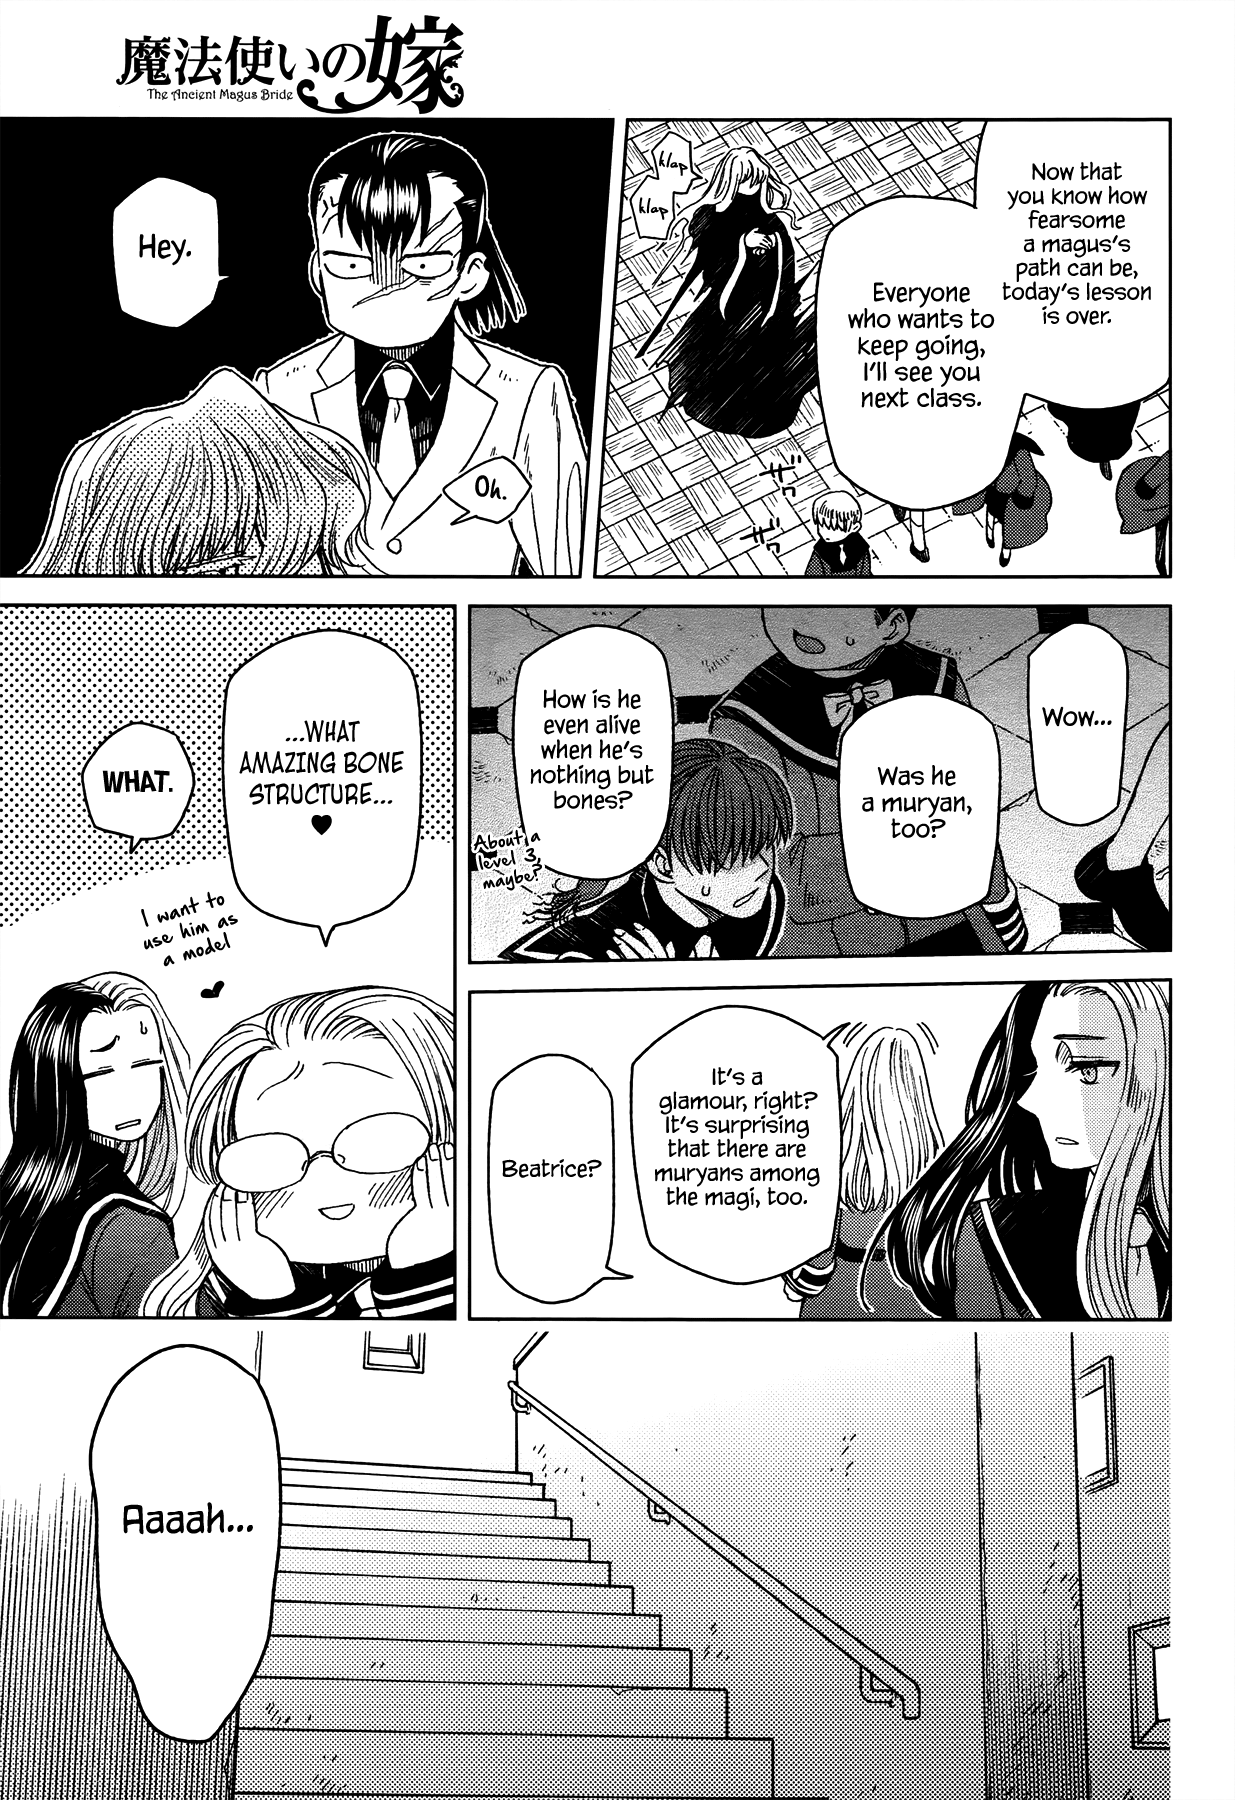 魔法使いの嫁
The Ancient Magus Bride
Now that
you know how
fearsome
a magus's
path can be,
today's lesson
is over.
Everyone
who wants to
keep going,
I'll see you
next class.
klap
klap
ザワ
ザワ
Hey.
Oh.
Wow...
Was he
a muryan,
too?
How is he
even alive
when he's
nothing but
bones?
About a
level 3,
maybe?
It's a
glamour, right?
It's surprising
that there are
muryans among
the magi, too.
Beatrice?
...WHAT
AMAZING BONE
STRUCTURE...
♥
WHAT.
I want to
use him as
a model
♥
Aaaah...